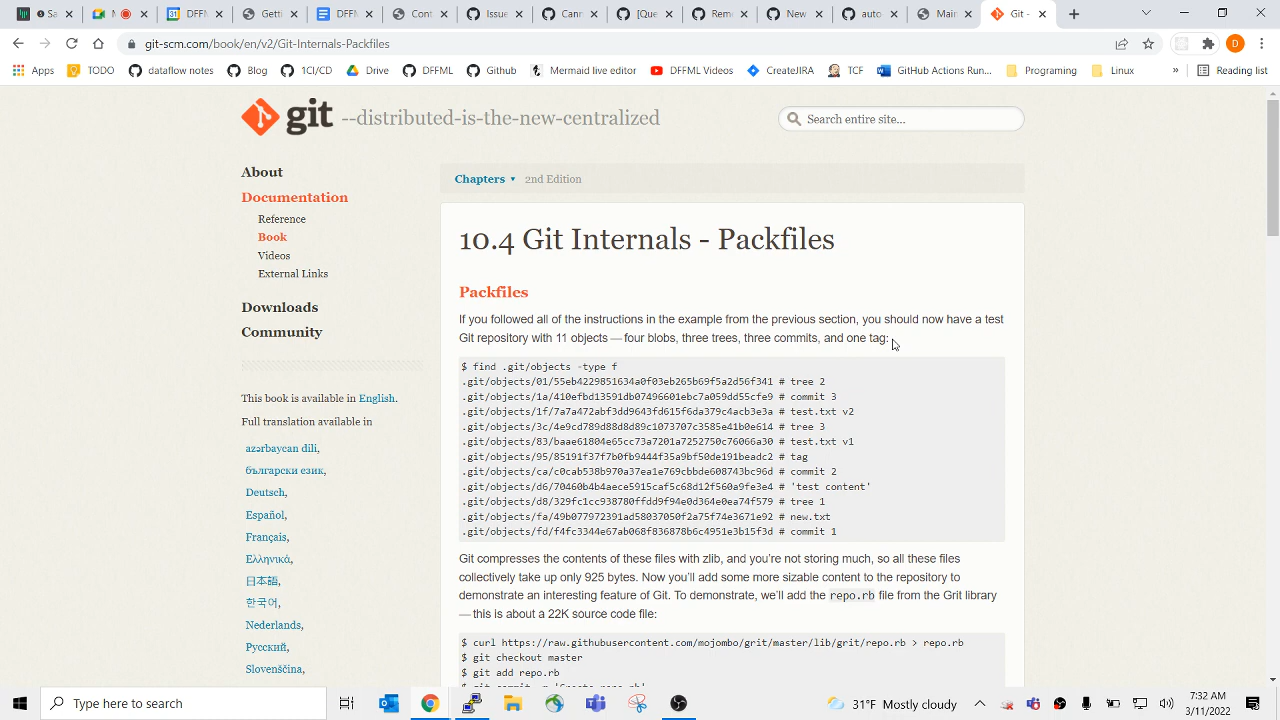 Sa
M
DFFI
Getti
DFFI
Cont
Issue
Cann
[Que
Remo
auto
Main
Git -
git-scm.com/book/en/v2/Git-Internals-Packfiles
D
Apps
TODO
dataflow notes
Blog
1CI/CD
Drive
DFFML
Github
Mermaid live editor
DFFML Videos
CreateJIRA
TCF
GitHub Actions Run...
Programing
Linux
»
Reading list
git --distributed-is-the-new-centralized
Search entire site...
About
Documentation
Reference
Book
Videos
External Links
Downloads
Community
This book is available in English.
Full translation available in
azərbaycan dili,
български език,
Deutsch,
Español,
Français,
Ελληνικά,
日本語,
한국어,
Nederlands,
Русский,
Slovenščina,
Chapters ▾ 2nd Edition
10.4 Git Internals - Packfiles
Packfiles
If you followed all of the instructions in the example from the previous section, you should now have a test
Git repository with 11 objects — four blobs, three trees, three commits, and one tag:
$ find .git/objects -type f
.git/objects/01/55eb4229851634a0f03eb265b69f5a2d56f341 # tree 2
.git/objects/1a/410efbd13591db07496601ebc7a059dd55cfe9 # commit 3
.git/objects/1f/7a7a472abf3dd9643fd615f6da379c4acb3e3a # test.txt v2
.git/objects/3c/4e9cd789d88d8d89c1073707c3585e41b0e614 # tree 3
.git/objects/83/baae61804e65cc73a7201a7252750c76066a30 # test.txt v1
.git/objects/95/85191f37f7b0fb9444f35a9bf50de191beadc2 # tag
.git/objects/ca/c0cab538b970a37ea1e769cbbde608743bc96d # commit 2
.git/objects/d6/70460b4b4aece5915caf5c68d12f560a9fe3e4 # 'test content'
.git/objects/d8/329fc1cc938780ffdd9f94e0d364e0ea74f579 # tree 1
.git/objects/fa/49b077972391ad58037050f2a75f74e3671e92 # new.txt
.git/objects/fd/f4fc3344e67ab068f836878b6c4951e3b15f3d # commit 1
Git compresses the contents of these files with zlib, and you’re not storing much, so all these files
collectively take up only 925 bytes. Now you’ll add some more sizable content to the repository to
demonstrate an interesting feature of Git. To demonstrate, we’ll add the repo.rb file from the Grit library
— this is about a 22K source code file:
$ curl https://raw.githubusercontent.com/mojombo/grit/master/lib/grit/repo.rb > repo.rb
$ git checkout master
$ git add repo.rb
Type here to search
31°F Mostly cloudy
7:32 AM
3/11/2022